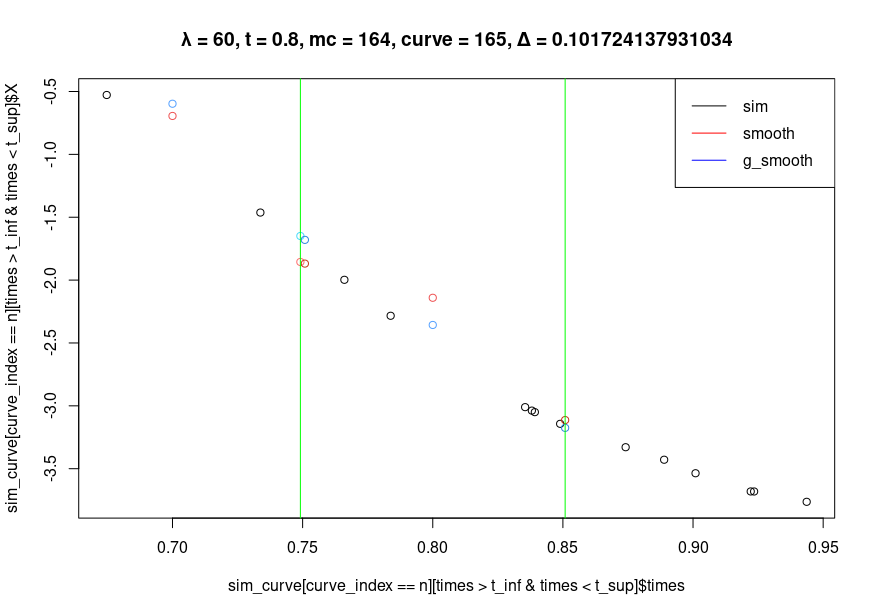 λ = 60, t = 0.8, mc = 164, curve = 165, Δ = 0.101724137931034
sim_curve[curve_index == n][times > t_inf & times < t_sup]$X
-0.5
-1.0
-1.5
-2.0
-2.5
-3.0
-3.5
sim
smooth
g_smooth
0.70 0.75 0.80 0.85 0.90 0.95
sim_curve[curve_index == n][times > t_inf & times < t_sup]$times